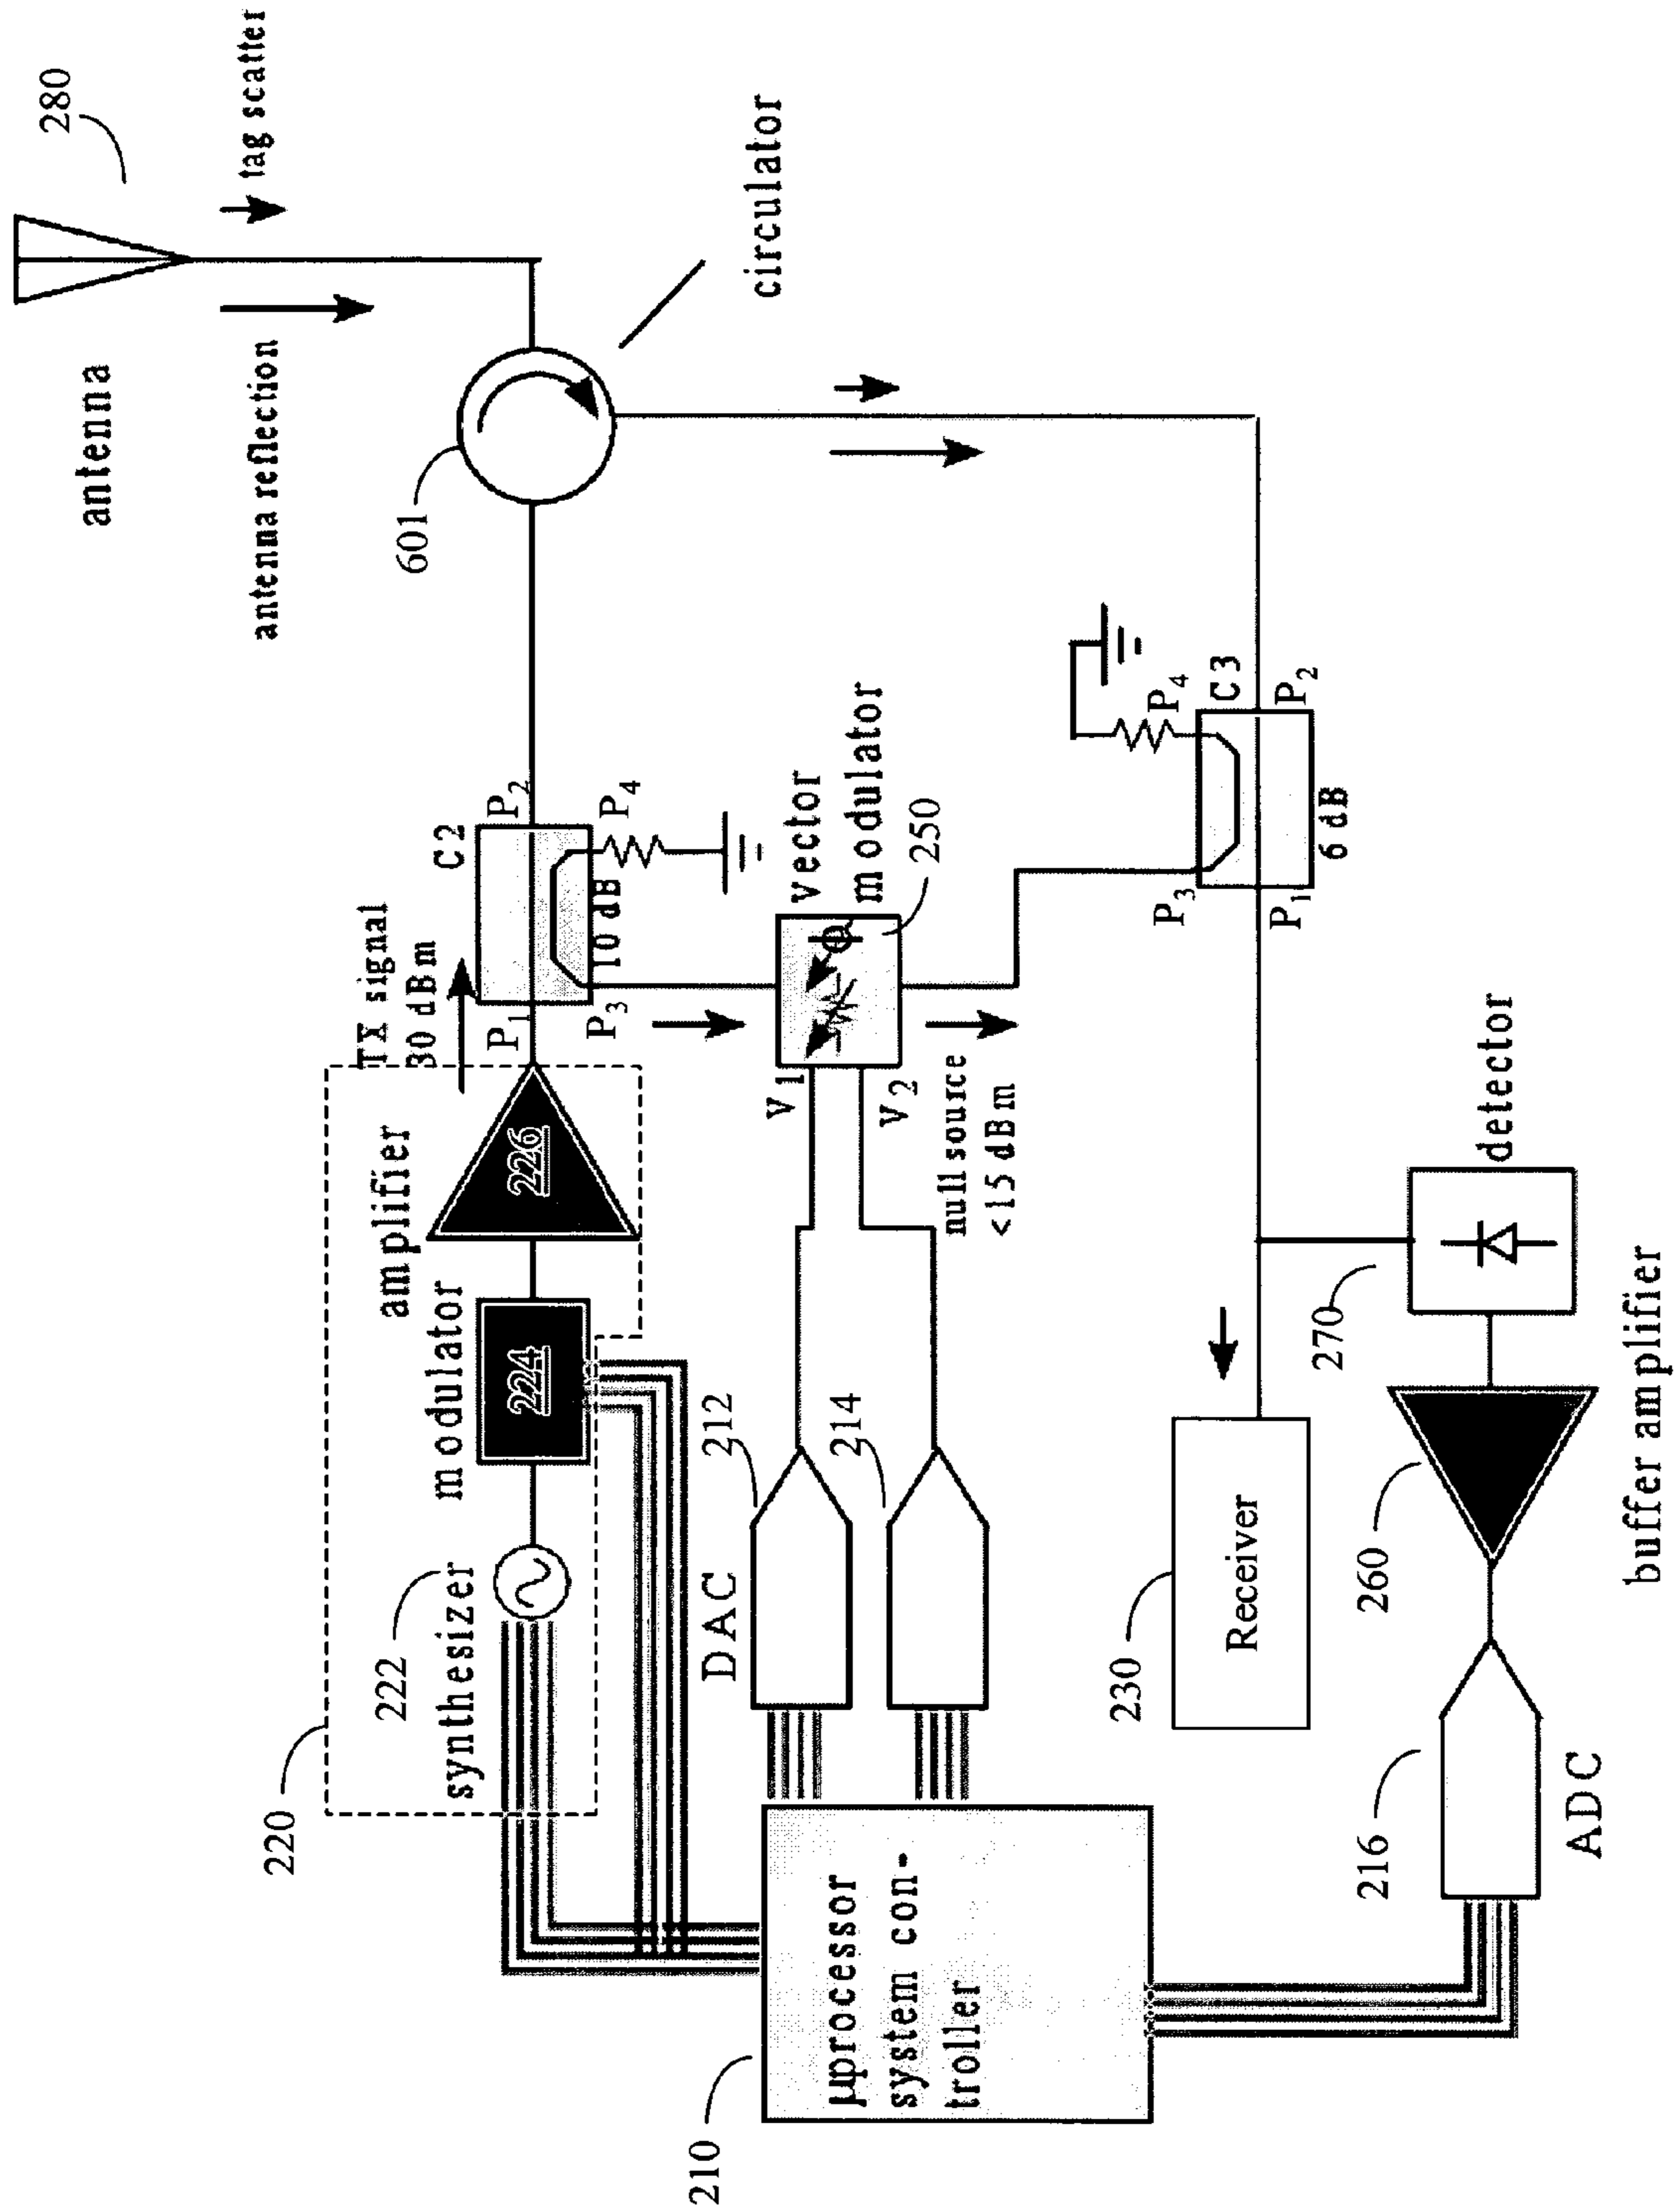 antenna
280
antenna reflection
tag scatter
601
circulator
220
222
synthesizer
modulator
224
amplifier
226
TX signal
30 dBm
C2
P1
P2
10 dB
P3
P4
vector
modulator
250
V1
V2
null source
<15 dBm
DAC
212
214
210
µprocessor
system con-
troller
C3
P4
P3
P1
P2
6 dB
230
Receiver
270
detector
260
buffer amplifier
216
ADC